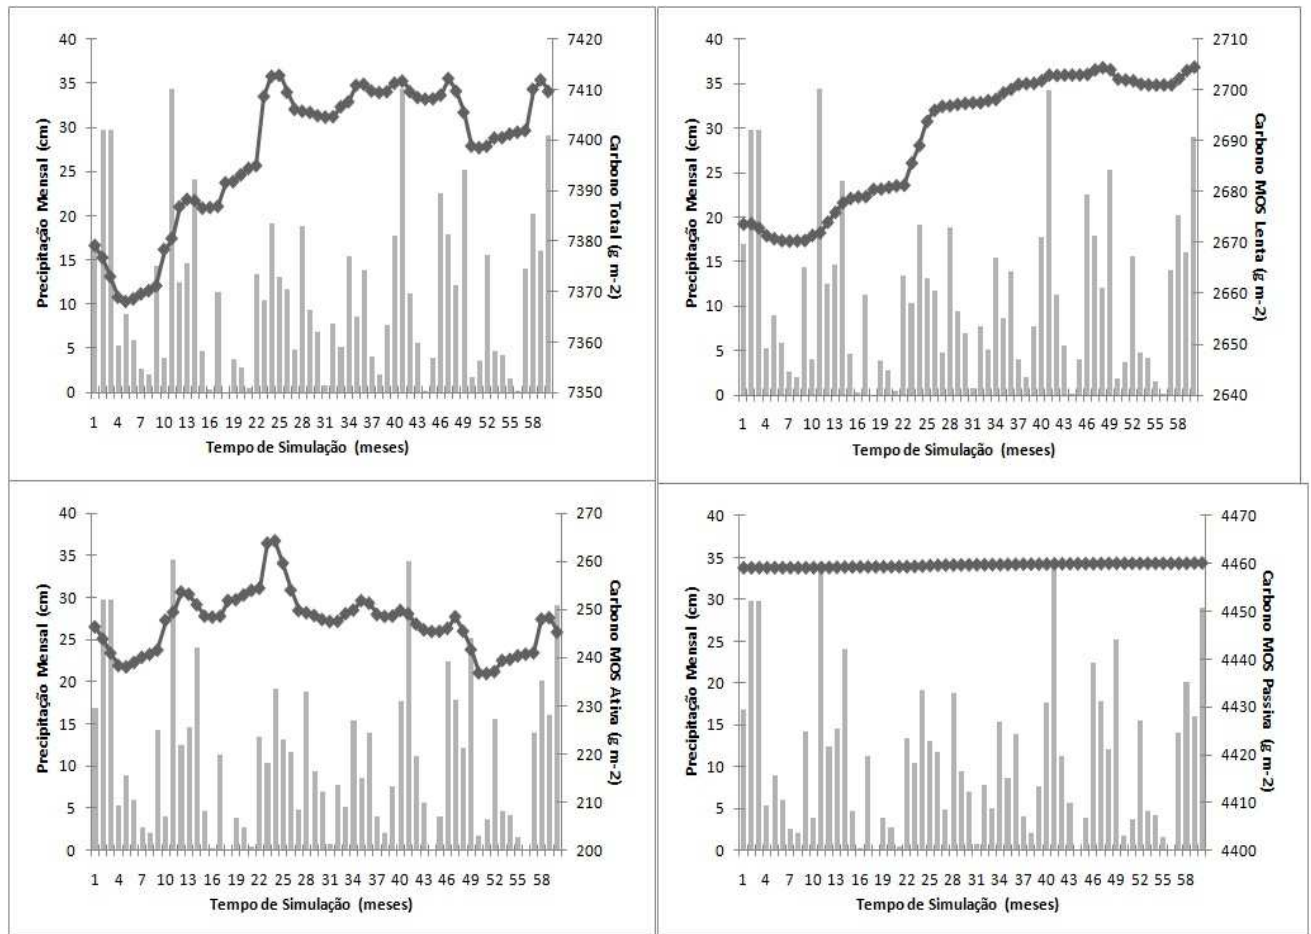 40 35 30 25 20 15 10 5 0
Precipitação Mensal (cm)
7420 7410 7400 7390 7380 7370 7360 7350
Carbono Total (g m-2)
1 4 7 10 13 16 19 22 25 28 31 34 37 40 43 46 49 52 55 58
Tempo de Simulação (meses)
40 35 30 25 20 15 10 5 0
Precipitação Mensal (cm)
2710 2700 2690 2680 2670 2660 2650 2640
Carbono MOS Lenta (g m-2)
1 4 7 10 13 16 19 22 25 28 31 34 37 40 43 46 49 52 55 58
Tempo de Simulação (meses)
40 35 30 25 20 15 10 5 0
Precipitação Mensal (cm)
270 260 250 240 230 220 210 200
Carbono MOS Ativa (g m-2)
1 4 7 10 13 16 19 22 25 28 31 34 37 40 43 46 49 52 55 58
Tempo de Simulação (meses)
40 35 30 25 20 15 10 5 0
Precipitação Mensal (cm)
4470 4460 4450 4440 4430 4420 4410 4400
Carbono MOS Passiva (g m-2)
1 4 7 10 13 16 19 22 25 28 31 34 37 40 43 46 49 52 55 58
Tempo de Simulação (meses)